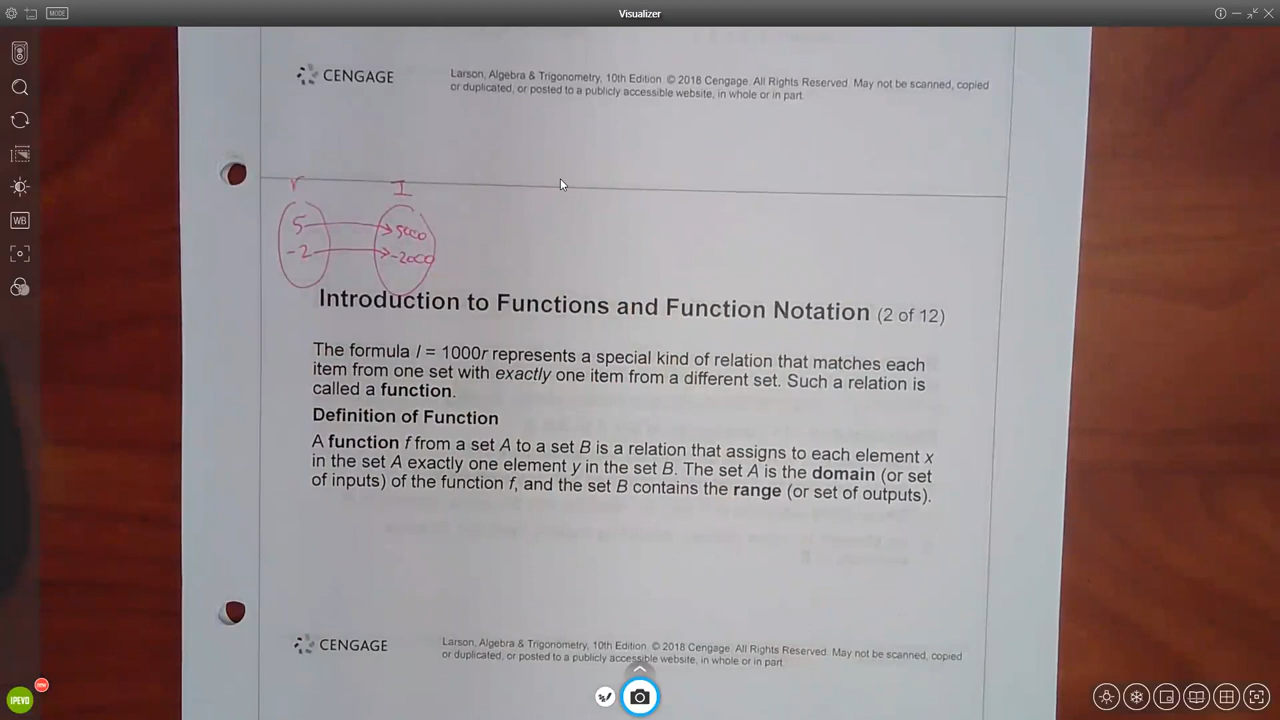 MODE
Visualizer
CENGAGE
Larson, Algebra & Trigonometry, 10th Edition. © 2018 Cengage. All Rights Reserved. May not be scanned, copied
or duplicated, or posted to a publicly accessible website, in whole or in part.
r I
5 5000
-2 -2000
Introduction to Functions and Function Notation (2 of 12)
The formula I = 1000r represents a special kind of relation that matches each
item from one set with exactly one item from a different set. Such a relation is
called a function.
Definition of Function
A function f from a set A to a set B is a relation that assigns to each element x
in the set A exactly one element y in the set B. The set A is the domain (or set
of inputs) of the function f, and the set B contains the range (or set of outputs).
CENGAGE
Larson, Algebra & Trigonometry, 10th Edition. © 2018 Cengage. All Rights Reserved. May not be scanned, copied
or duplicated, or posted to a publicly accessible website, in whole or in part.
WB
IPEVO
new